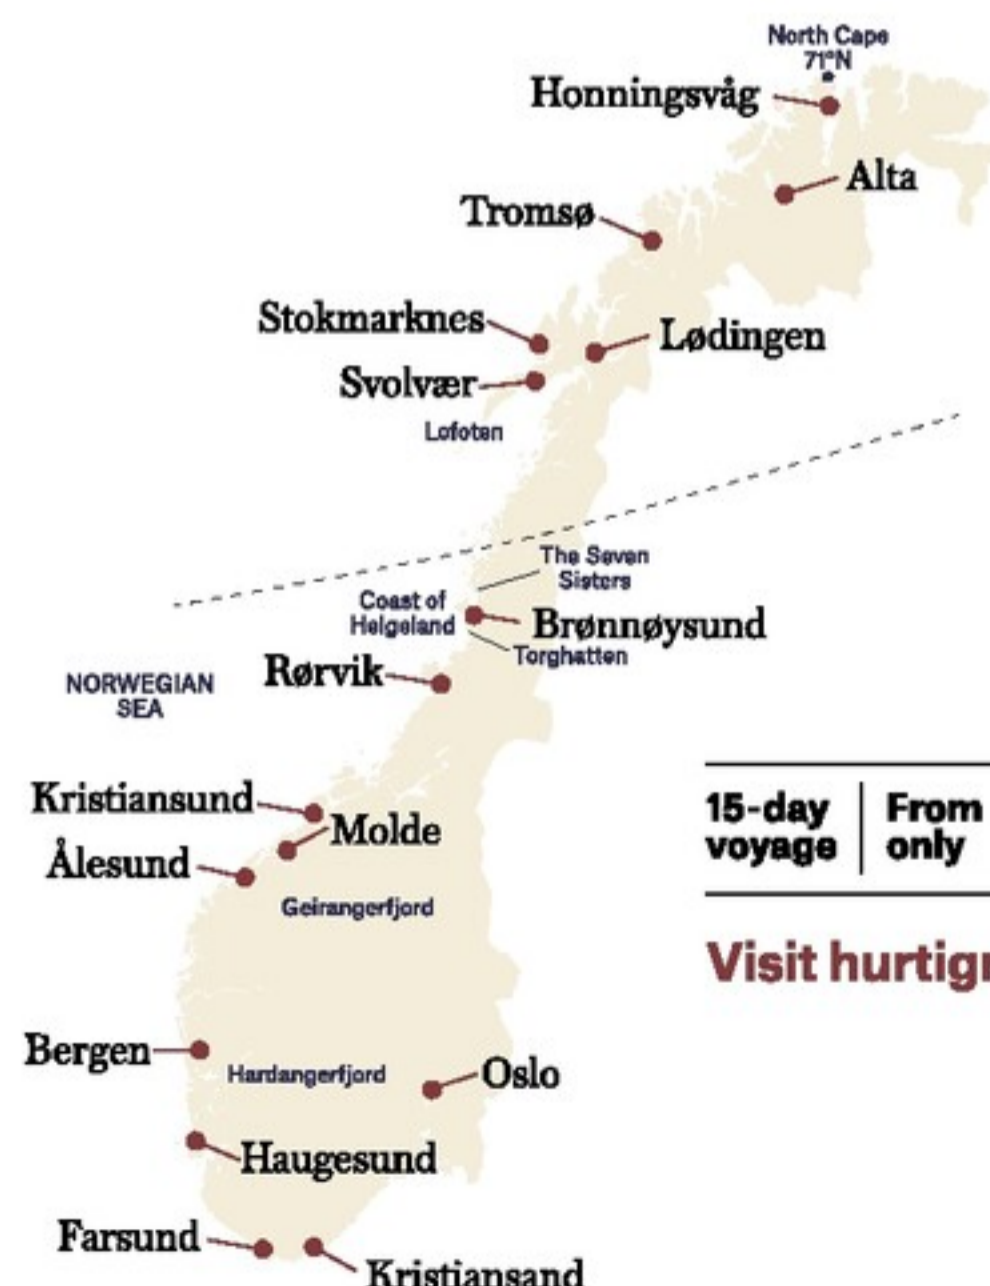 North Cape
71°N
Honningsvåg
Alta
Tromsø
Stokmarknes
Lødingen
Svolvær
Lofoten
The Seven
Sisters
Coast of
Helgeland
Brønnøysund
Torghatten
Rørvik
NORWEGIAN
SEA
Kristiansund
Molde
Ålesund
Geirangerfjord
15-day
voyage
From
only
Visit hurtigr
Bergen
Hardangerfjord
Oslo
Haugesund
Farsund
Kristiansand